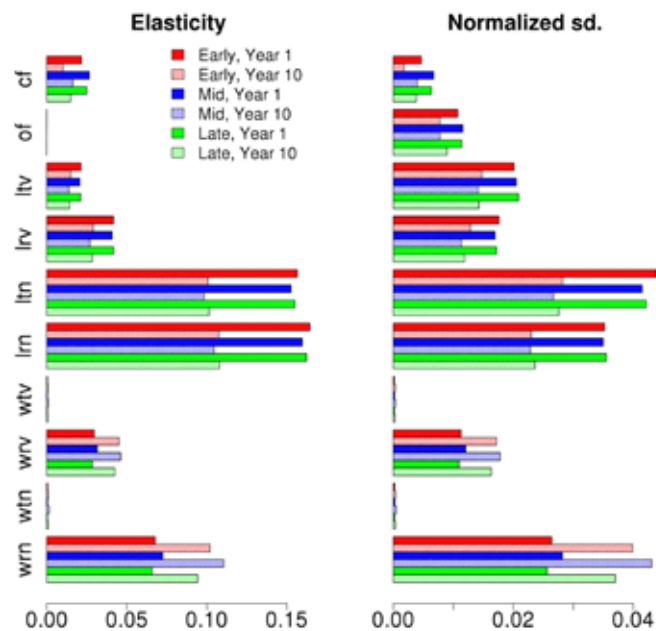 Elasticity
Normalized sd.
Early, Year 1
Early, Year 10
Mid, Year 1
Mid, Year 10
Late, Year 1
Late, Year 10
cf
of
ltv
lrv
ltn
lrn
wtv
wrv
wtn
wrn
0.00 0.05 0.10 0.15
0.00 0.02 0.04